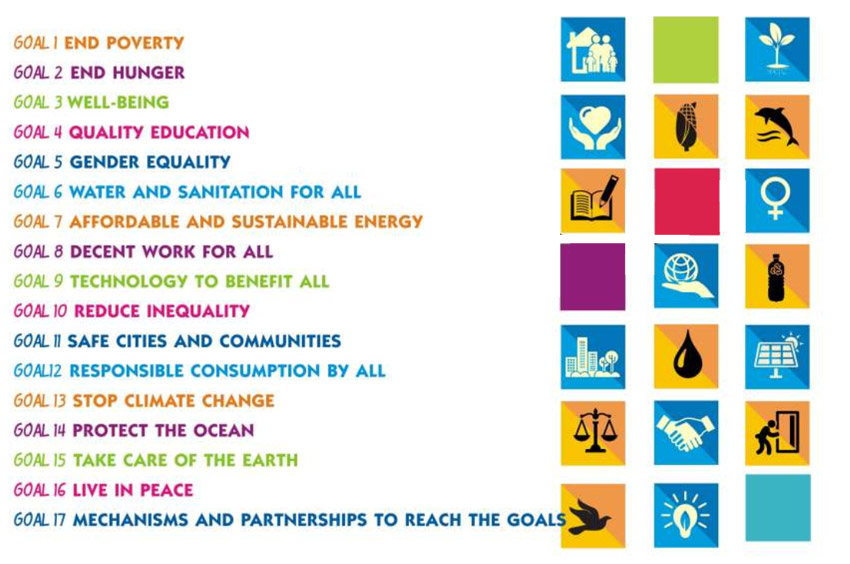 GOAL 1 END POVERTY
GOAL 2 END HUNGER
GOAL 3 WELL-BEING
GOAL 4 QUALITY EDUCATION
GOAL 5 GENDER EQUALITY
GOAL 6 WATER AND SANITATION FOR ALL
GOAL 7 AFFORDABLE AND SUSTAINABLE ENERGY
GOAL 8 DECENT WORK FOR ALL
GOAL 9 TECHNOLOGY TO BENEFIT ALL
GOAL 10 REDUCE INEQUALITY
GOAL 11 SAFE CITIES AND COMMUNITIES
GOAL12 RESPONSIBLE CONSUMPTION BY ALL
GOAL 13 STOP CLIMATE CHANGE
GOAL 14 PROTECT THE OCEAN
GOAL 15 TAKE CARE OF THE EARTH
GOAL 16 LIVE IN PEACE
GOAL 17 MECHANISMS AND PARTNERSHIPS TO REACH THE GOALS